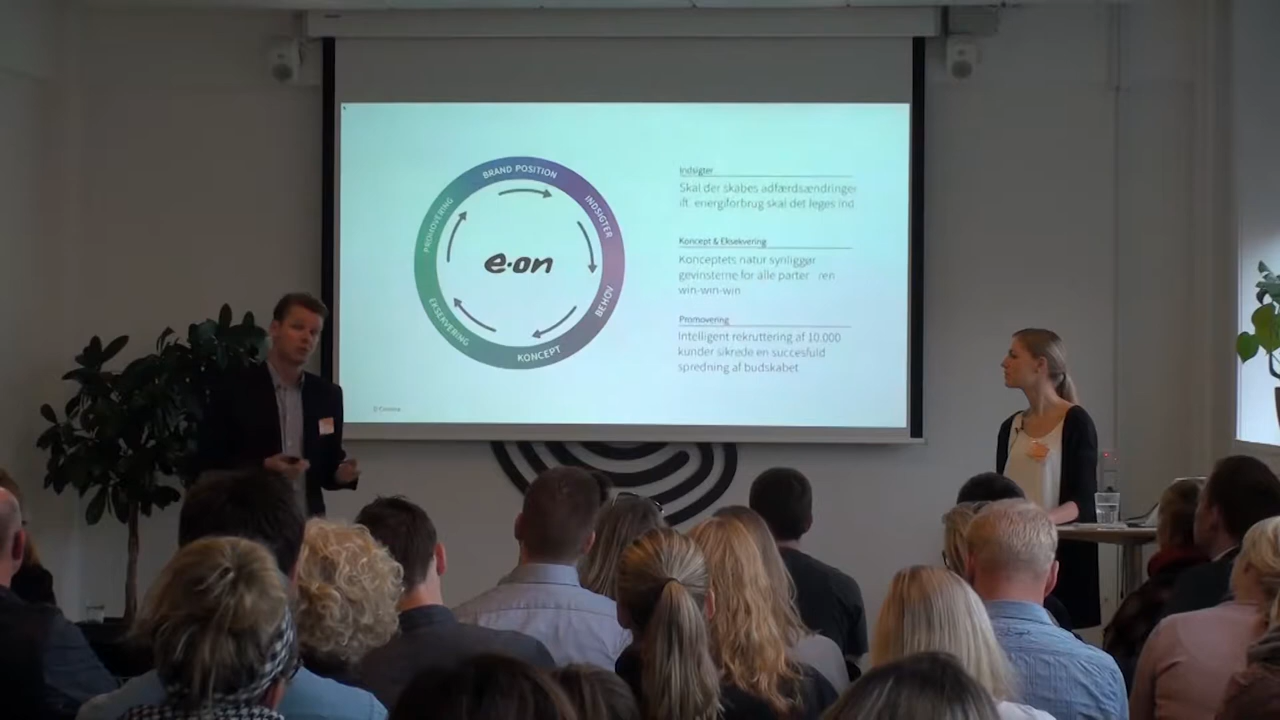 BRAND POSITION
INDSIGTER
BEHOV
KONCEPT
EKSEKVERING
PROMOVERING
e·on
Indsigter
Skal der skabes adfærdsændringer
ift. energiforbrug skal det leges ind
Koncept & Eksekvering
Konceptets natur synliggør
gevinsterne for alle parter ren
win-win-win
Promovering
Intelligent rekruttering af 10.000
kunder sikrede en succesfuld
spredning af budskabet